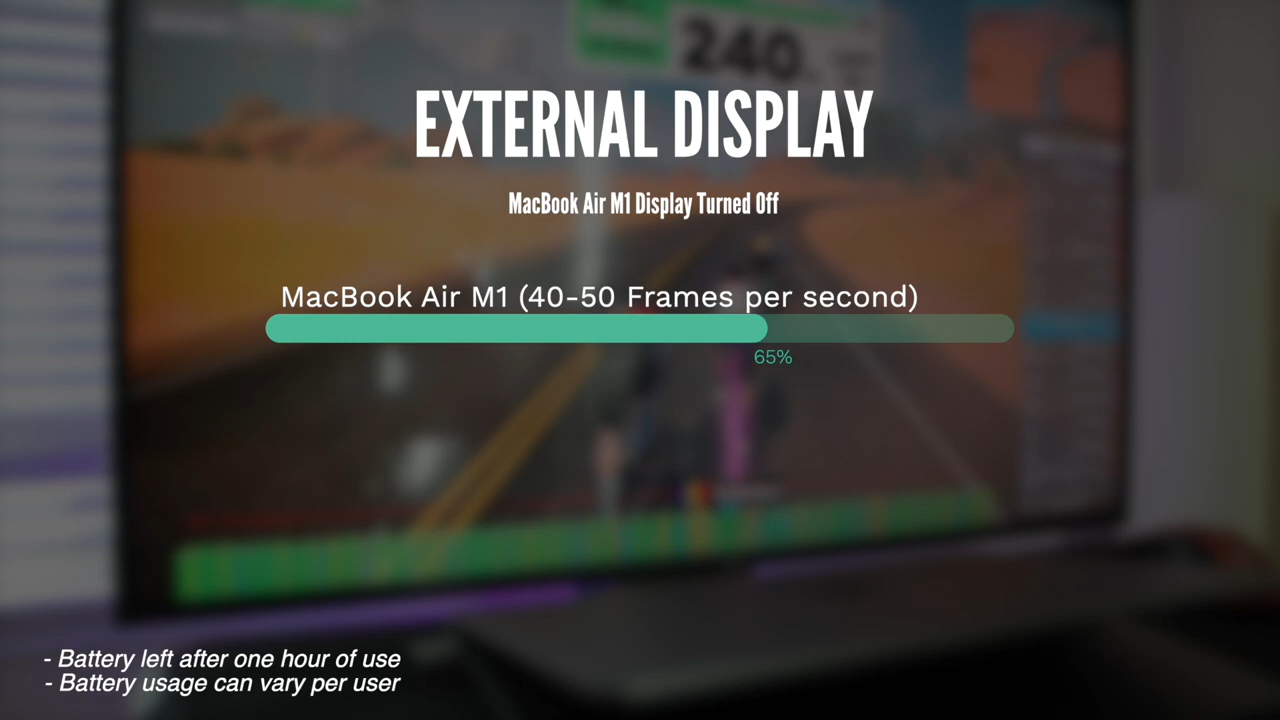 240
EXTERNAL DISPLAY
MacBook Air M1 Display Turned Off
MacBook Air M1 (40-50 Frames per second)
65%
- Battery left after one hour of use
- Battery usage can vary per user